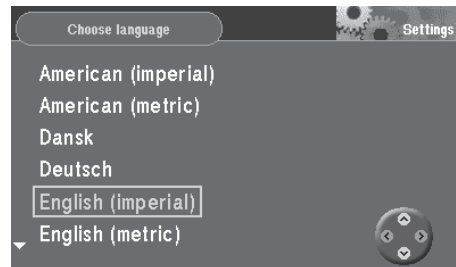 Choose language
Settings
American (imperial)
American (metric)
Dansk
Deutsch
English (imperial)
English (metric)